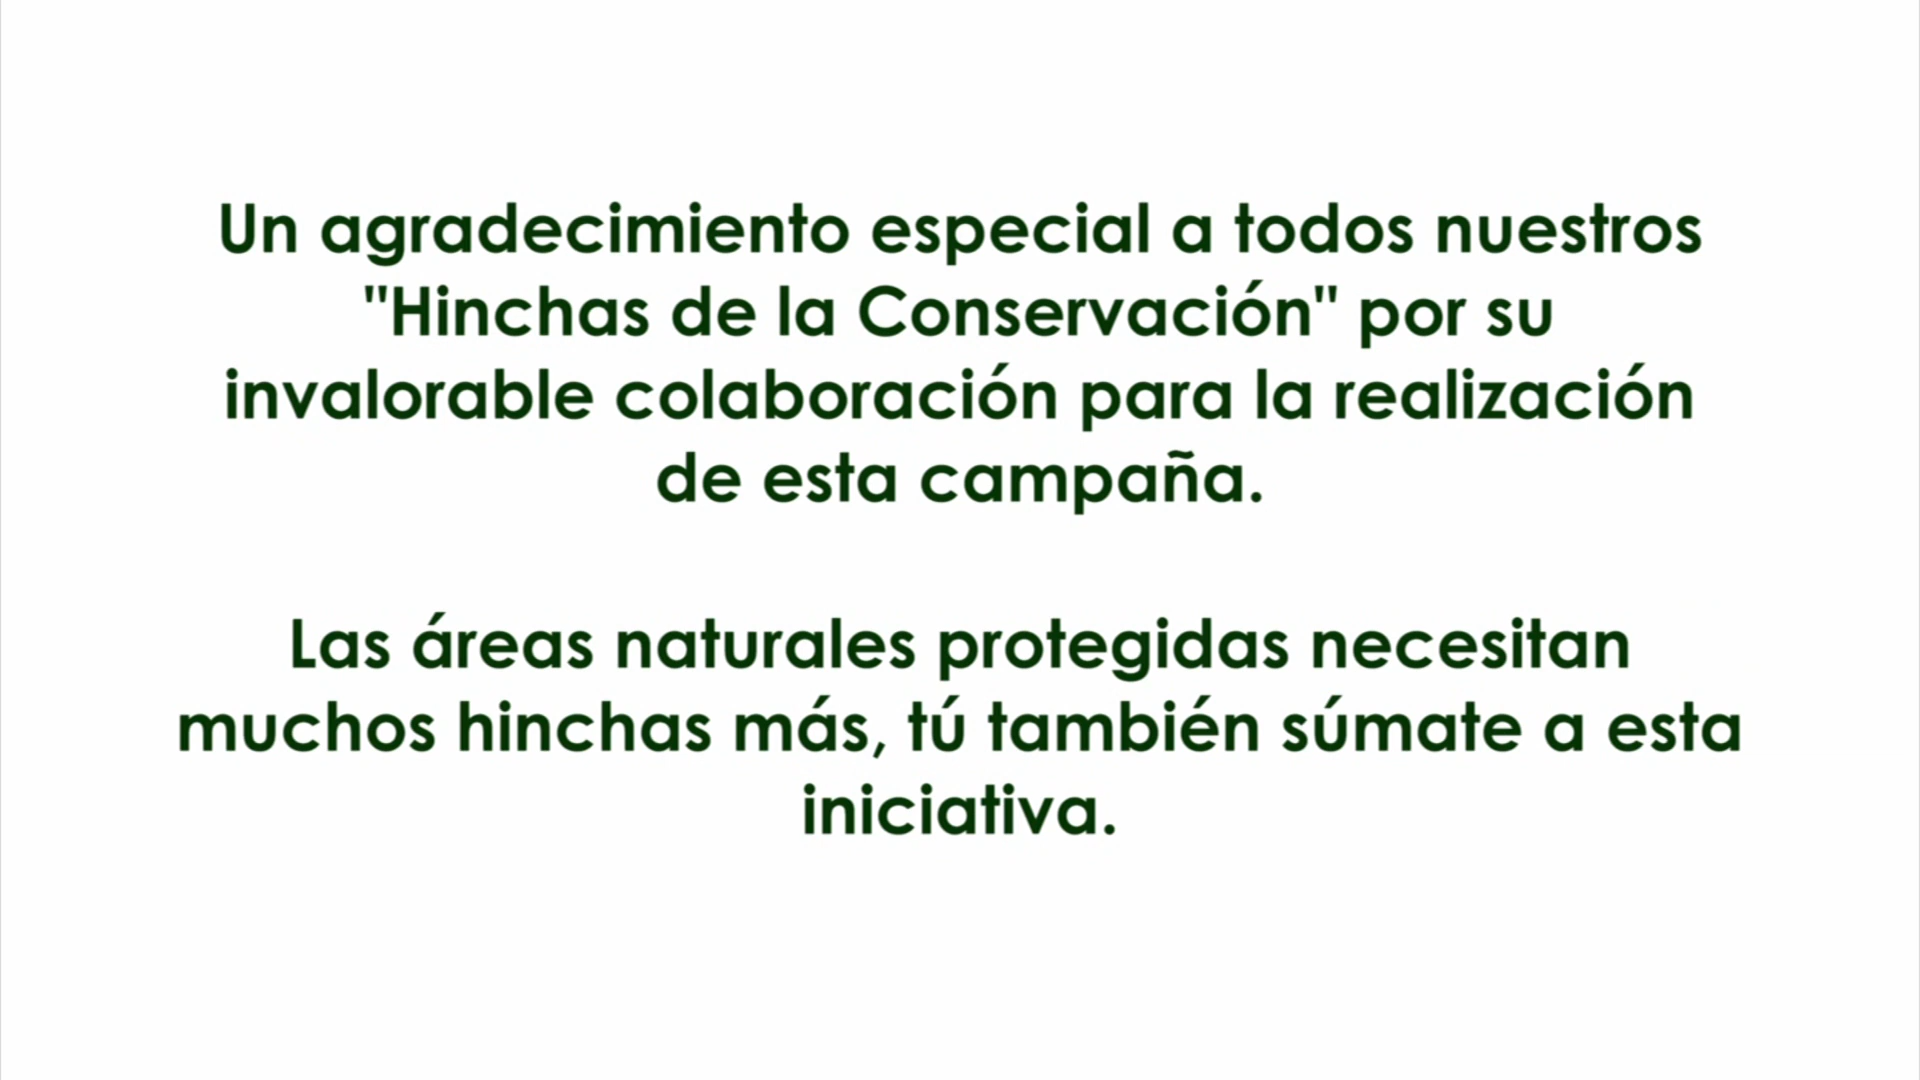 Un agradecimiento especial a todos nuestros
"Hinchas de la Conservación" por su
invalorable colaboración para la realización
de esta campaña.
Las áreas naturales protegidas necesitan
muchos hinchas más, tú también súmate a esta
iniciativa.